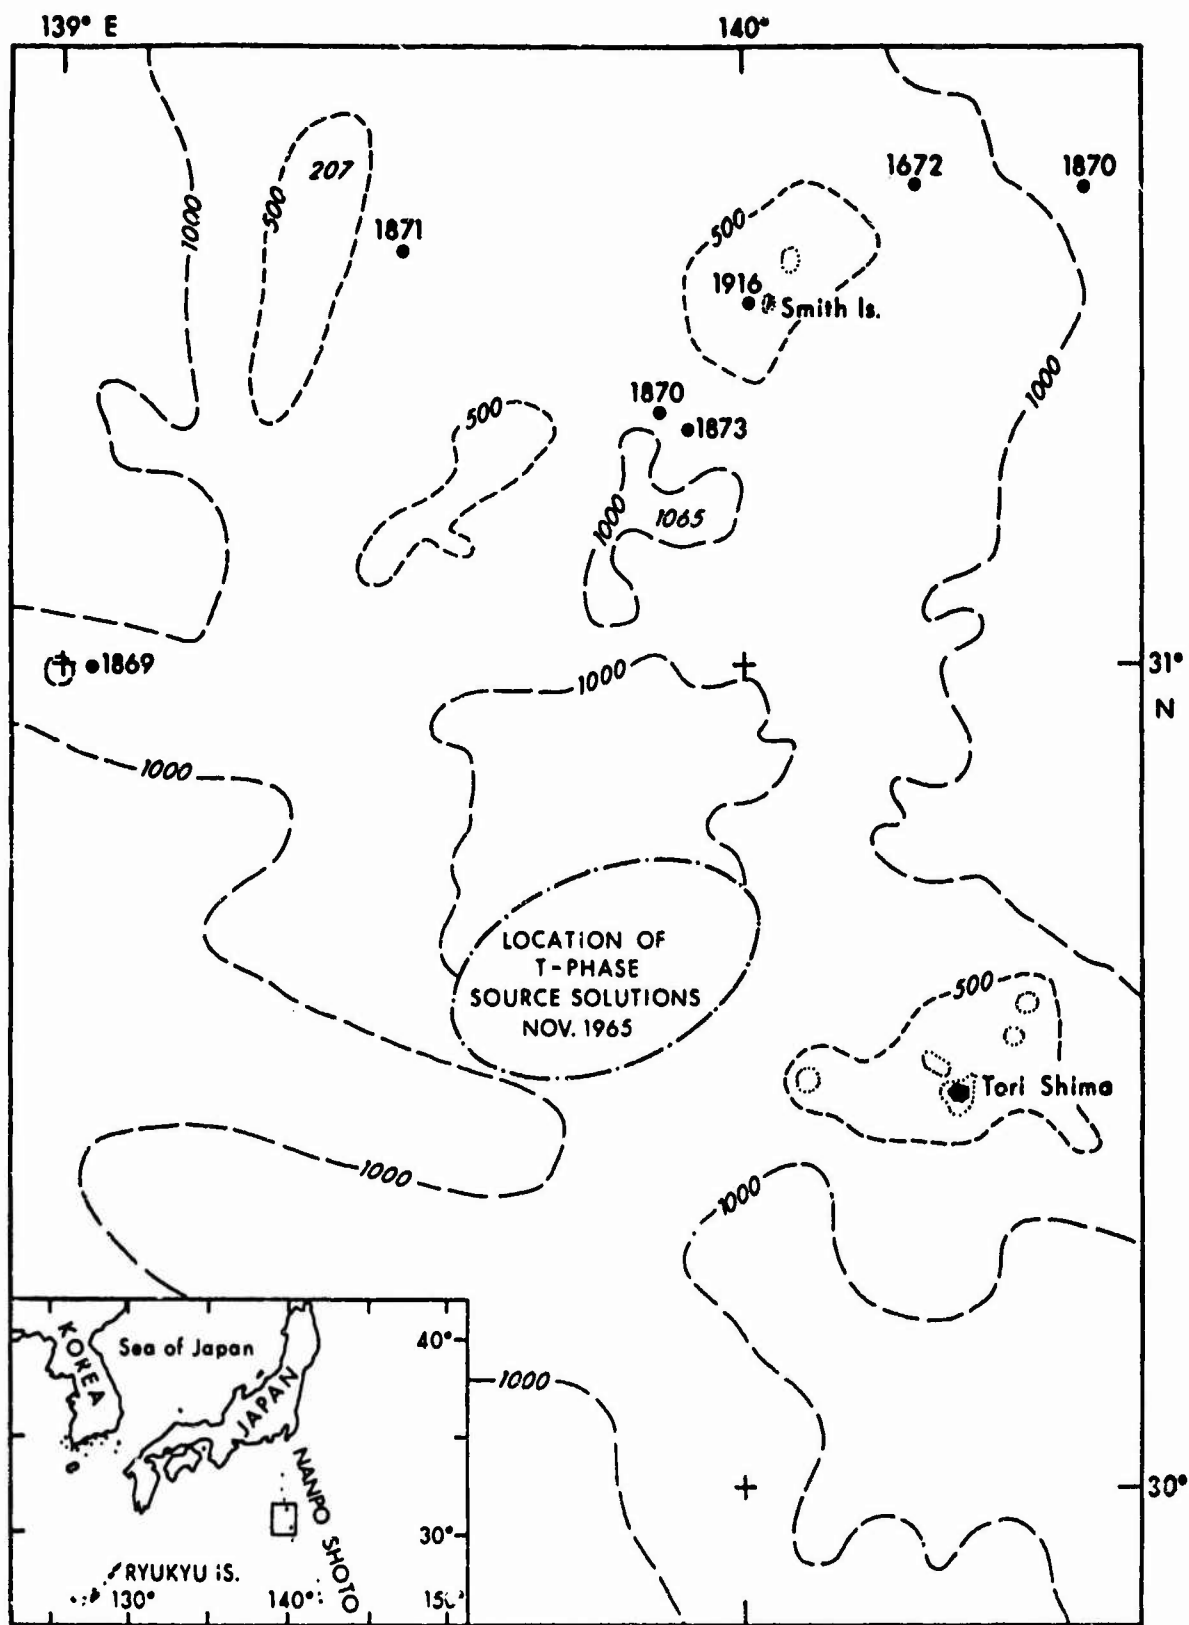 139° E
140°
207
1672
1870
1000
500
1871
500
1916
Smith Is.
1000
1870
500
1873
1000
1065
1869
31°
N
1000
1000
LOCATION OF
T-PHASE
SOURCE SOLUTIONS
NOV. 1965
500
Tori Shima
1000
1000
1000
30°
KOREA
Sea of Japan
JAPAN
40°
NANPO SHOTO
30°
RYUKYU IS.
130°
140°